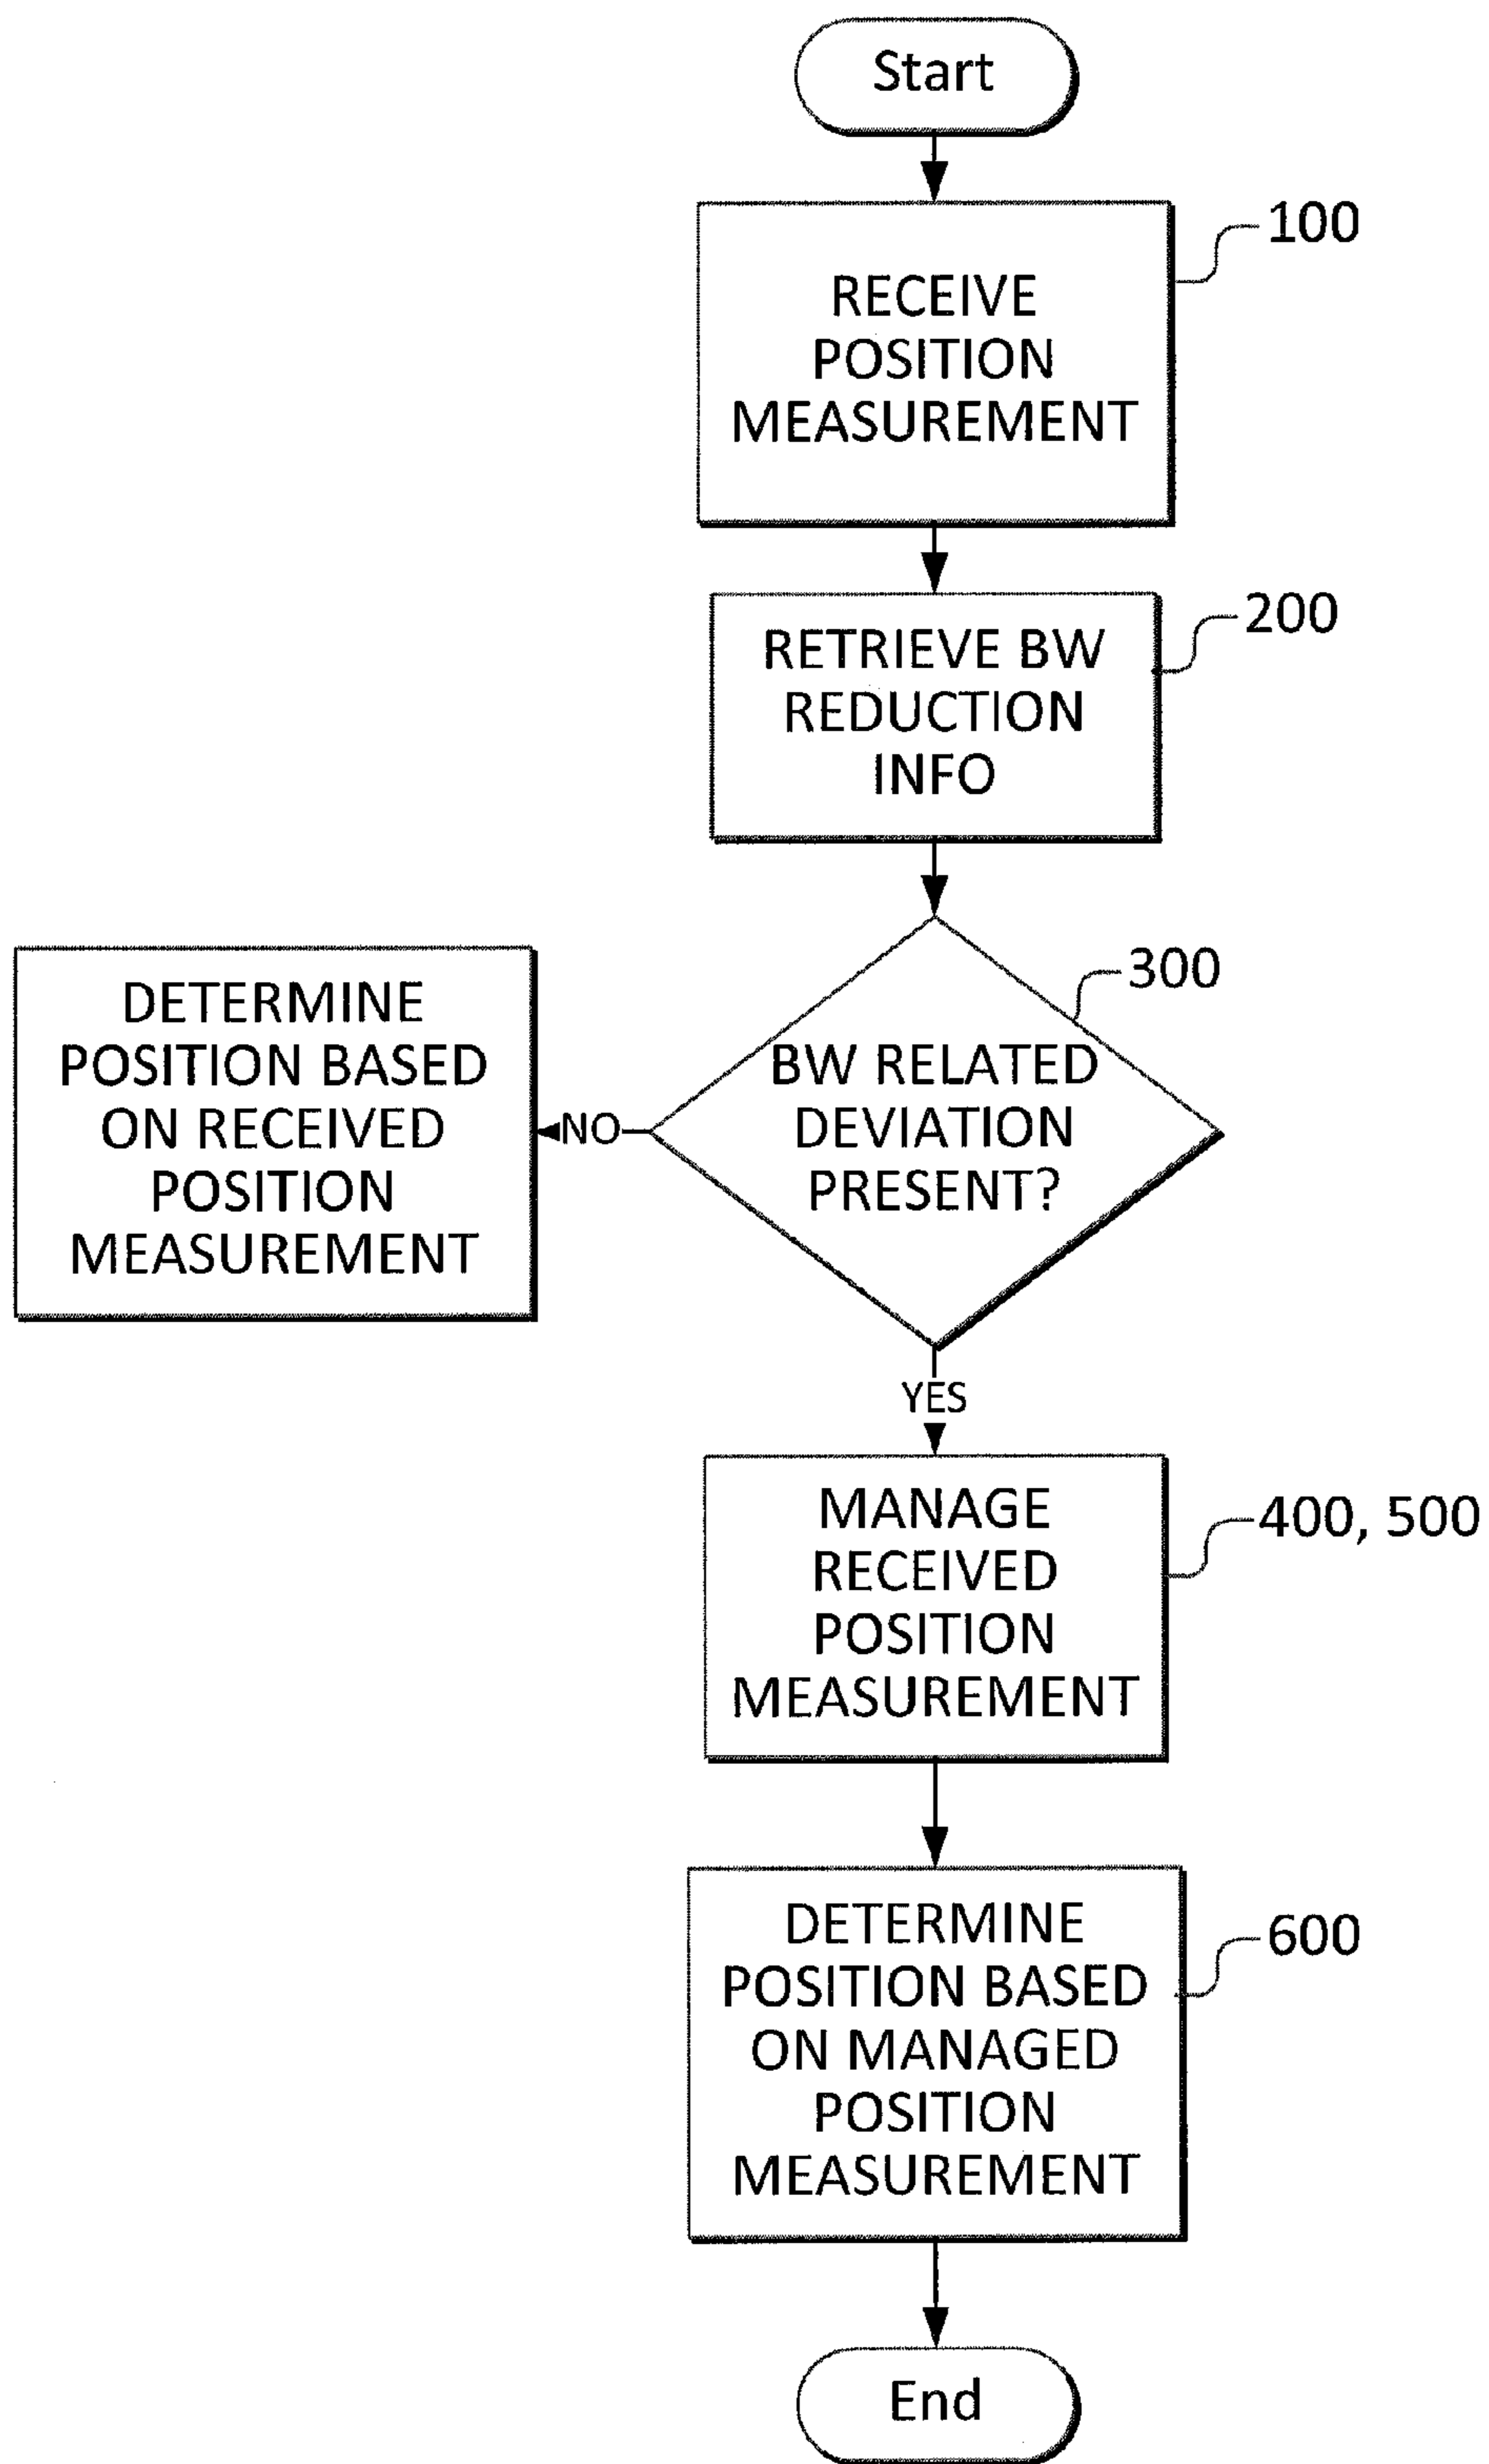 Start
100
RECEIVE
POSITION
MEASUREMENT
200
RETRIEVE BW
REDUCTION
INFO
300
BW RELATED
DEVIATION
PRESENT?
NO
DETERMINE
POSITION BASED
ON RECEIVED
POSITION
MEASUREMENT
YES
MANAGE
RECEIVED
POSITION
MEASUREMENT
400, 500
DETERMINE
POSITION BASED
ON MANAGED
POSITION
MEASUREMENT
600
End